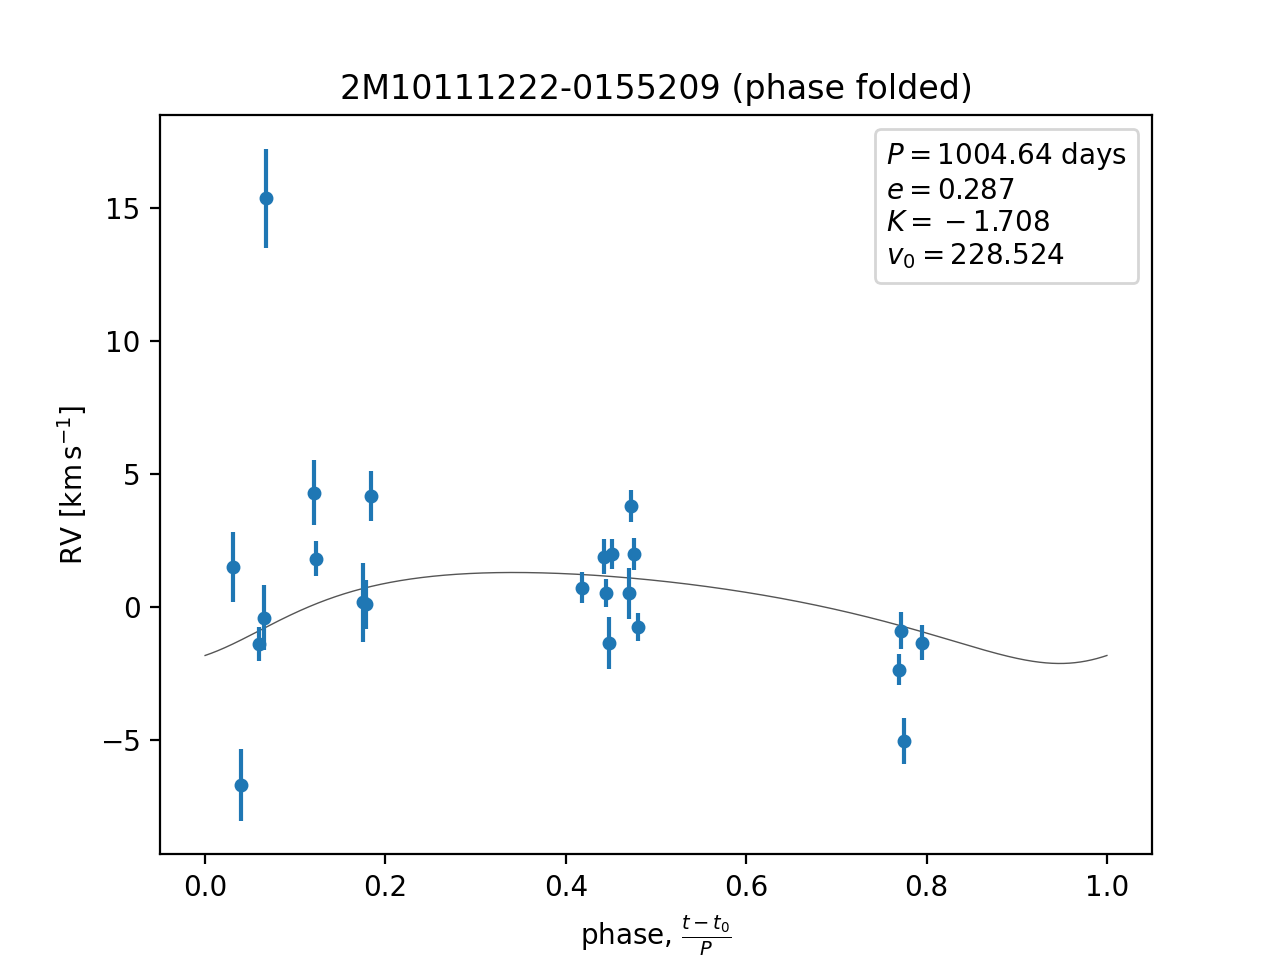 2M10111222-0155209 (phase folded)
P = 1004.64 days
e = 0.287
K = −1.708
v₀ = 228.524
15
10
5
0
−5
RV [km s⁻¹]
0.0 0.2 0.4 0.6 0.8 1.0
phase, (t − t₀)/P